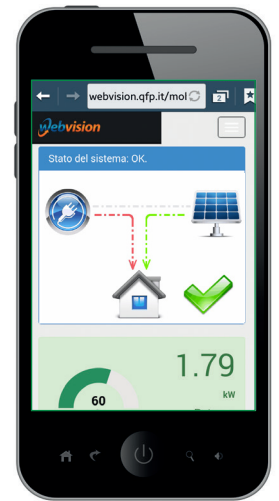 webvision.qfp.it/mol
2
Webvision
Stato del sistema: OK.
1.79
kW
60